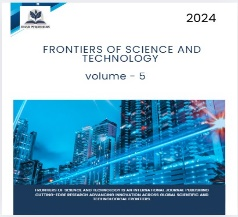 2024
FRONTIERS OF SCIENCE AND
TECHNOLOGY
volume - 5
FRONTIERS OF SCIENCE AND TECHNOLOGY IS AN INTERNATIONAL JOURNAL PUBLISHING
CUTTING-EDGE RESEARCH ADVANCING INNOVATION ACROSS GLOBAL SCIENTIFIC AND
TECHNOLOGICAL FRONTIERS